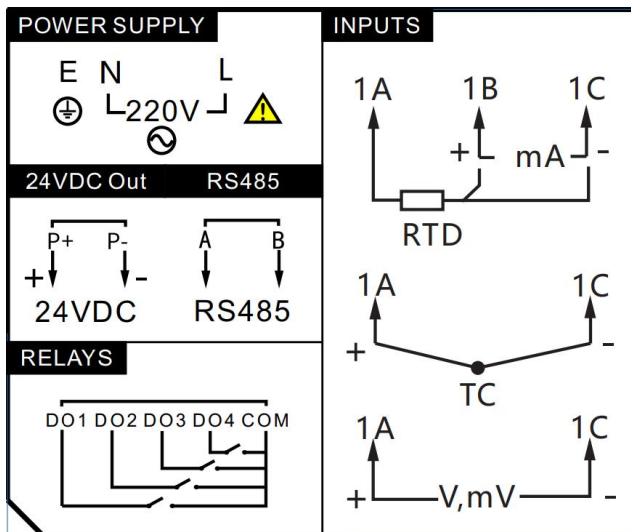 POWER SUPPLY
E N L
220V
24VDC Out RS485
P+ P- A B
+ -
24VDC RS485
RELAYS
DO1 DO2 DO3 DO4 COM
INPUTS
1A 1B 1C
+ mA -
RTD
1A 1C
+ -
TC
1A 1C
+ V,mV -